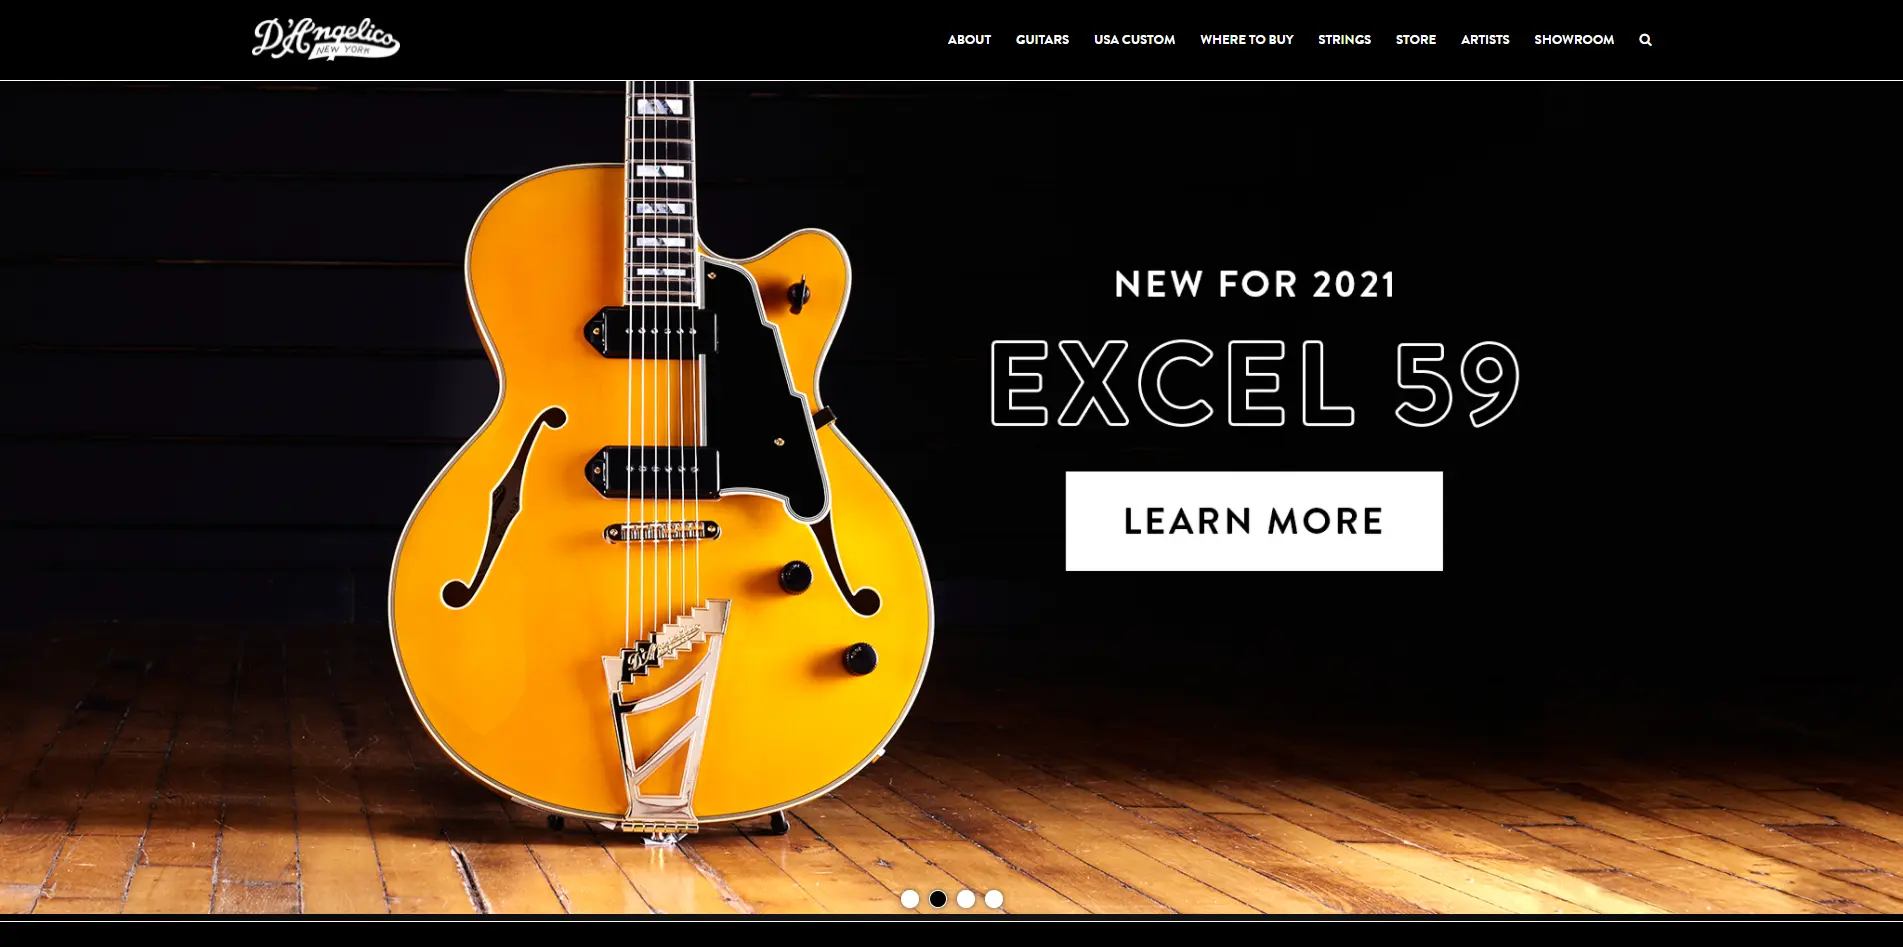 D'Angelico
NEW YORK
ABOUT GUITARS USA CUSTOM WHERE TO BUY STRINGS STORE ARTISTS SHOWROOM
NEW FOR 2021
EXCEL 59
LEARN MORE
D'Angelico